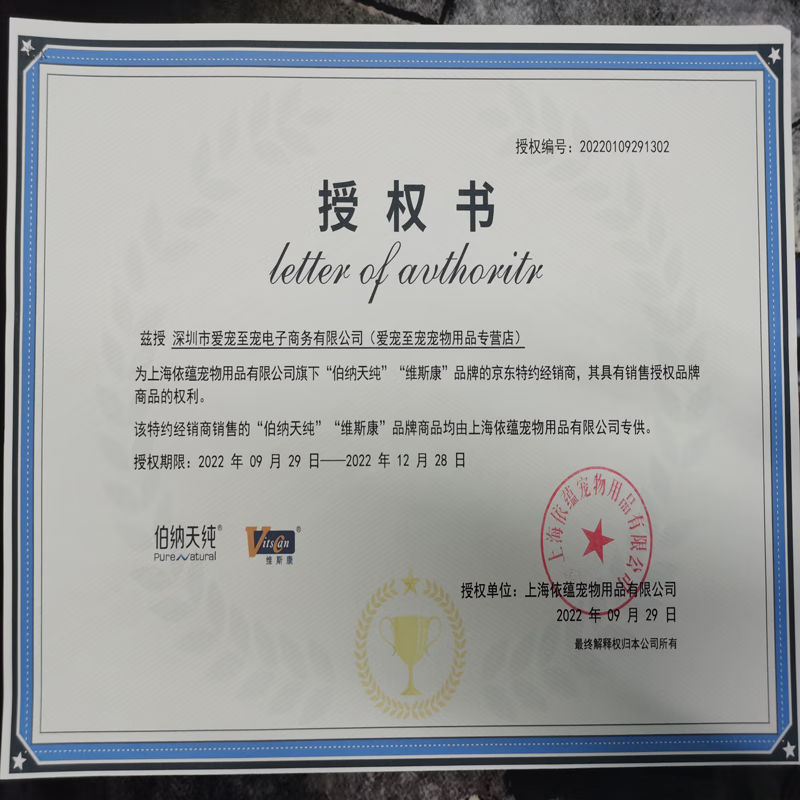 授权编号：20220109291302
授权书
letter of avthoritr
兹授 深圳市爱宠至宠电子商务有限公司（爱宠至宠宠物用品专营店）
为上海依蕴宠物用品有限公司旗下“伯纳天纯”“维斯康”品牌的京东特约经销商，其具有销售授权品牌
商品的权利。
该特约经销商销售的“伯纳天纯”“维斯康”品牌商品均由上海依蕴宠物用品有限公司专供。
授权期限：2022 年 09 月 29 日——2022 年 12 月 28 日
伯纳天纯®
Pure Natural
VitsCan®
维斯康
上海依蕴宠物用品有限公司
授权单位：上海依蕴宠物用品有限公司
2022 年 09 月 29 日
最终解释权归本公司所有